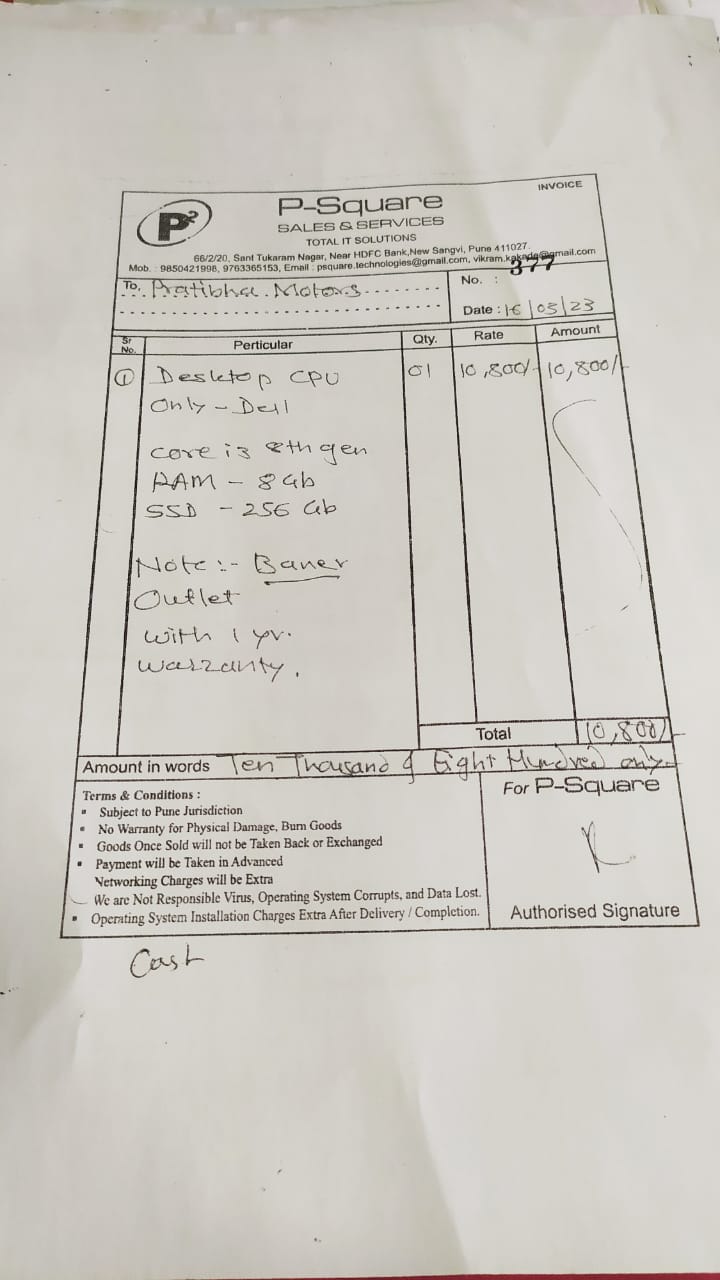 INVOICE
P²
P-Square
SALES & SERVICES
TOTAL IT SOLUTIONS
66/2/20, Sant Tukaram Nagar, Near HDFC Bank,New Sangvi, Pune 411027.
Mob. : 9850421998, 9763365153, Email : psquare.technologies@gmail.com, vikram.kakade@gmail.com
To, Pratibha Motors
No. : 377
Date : 16/05/23
Sr No. Perticular Qty. Rate Amount
① Desktop CPU 01 10,800/- 10,800/-
Only - Dell
core i3 8th gen
RAM - 8 Gb
SSD - 256 Gb
Note :- Baner
Outlet
with 1 yr.
warranty.
Total 10,800/-
Amount in words Ten Thousand & Eight Hundred only
Terms & Conditions :
Subject to Pune Jurisdiction
No Warranty for Physical Damage, Burn Goods
Goods Once Sold will not be Taken Back or Exchanged
Payment will be Taken in Advanced
Networking Charges will be Extra
We are Not Responsible Virus, Operating System Corrupts, and Data Lost.
Operating System Installation Charges Extra After Delivery / Completion.
For P-Square
Authorised Signature
Cash